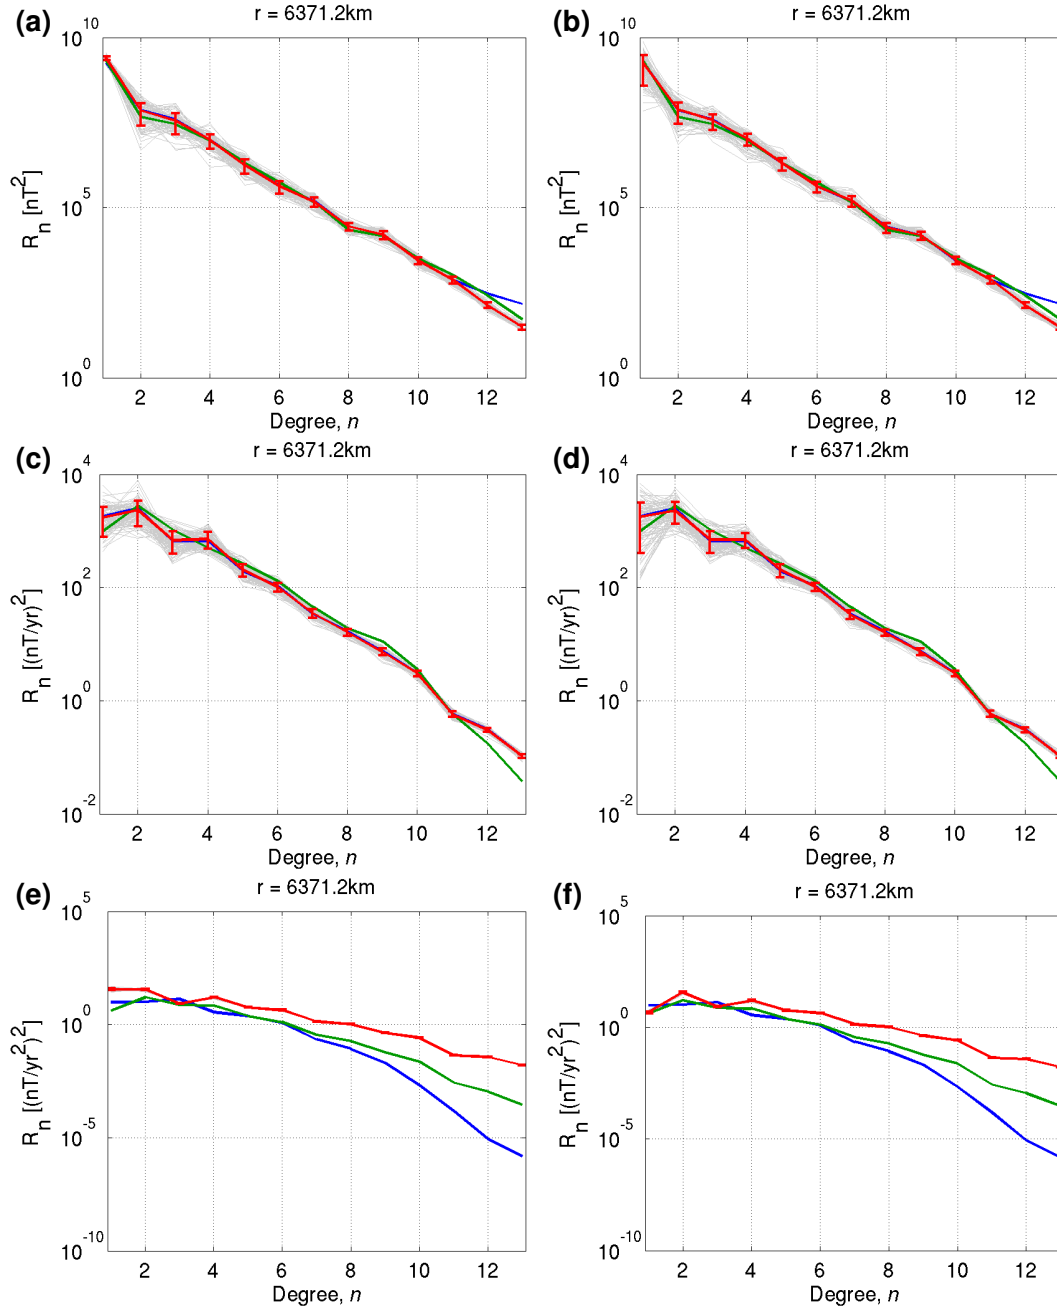 (a)
r = 6371.2km
10^10
10^5
10^0
R_n [nT^2]
2 4 6 8 10 12
Degree, n
(b)
r = 6371.2km
10^10
10^5
10^0
R_n [nT^2]
2 4 6 8 10 12
Degree, n
(c)
r = 6371.2km
10^4
10^2
10^0
10^-2
R_n [(nT/yr)^2]
2 4 6 8 10 12
Degree, n
(d)
r = 6371.2km
10^4
10^2
10^0
10^-2
R_n [(nT/yr)^2]
2 4 6 8 10 12
Degree, n
(e)
r = 6371.2km
10^5
10^0
10^-5
10^-10
R_n [(nT/yr^2)^2]
2 4 6 8 10 12
Degree, n
(f)
r = 6371.2km
10^5
10^0
10^-5
10^-10
R_n [(nT/yr^2)^2]
2 4 6 8 10 12
Degree, n